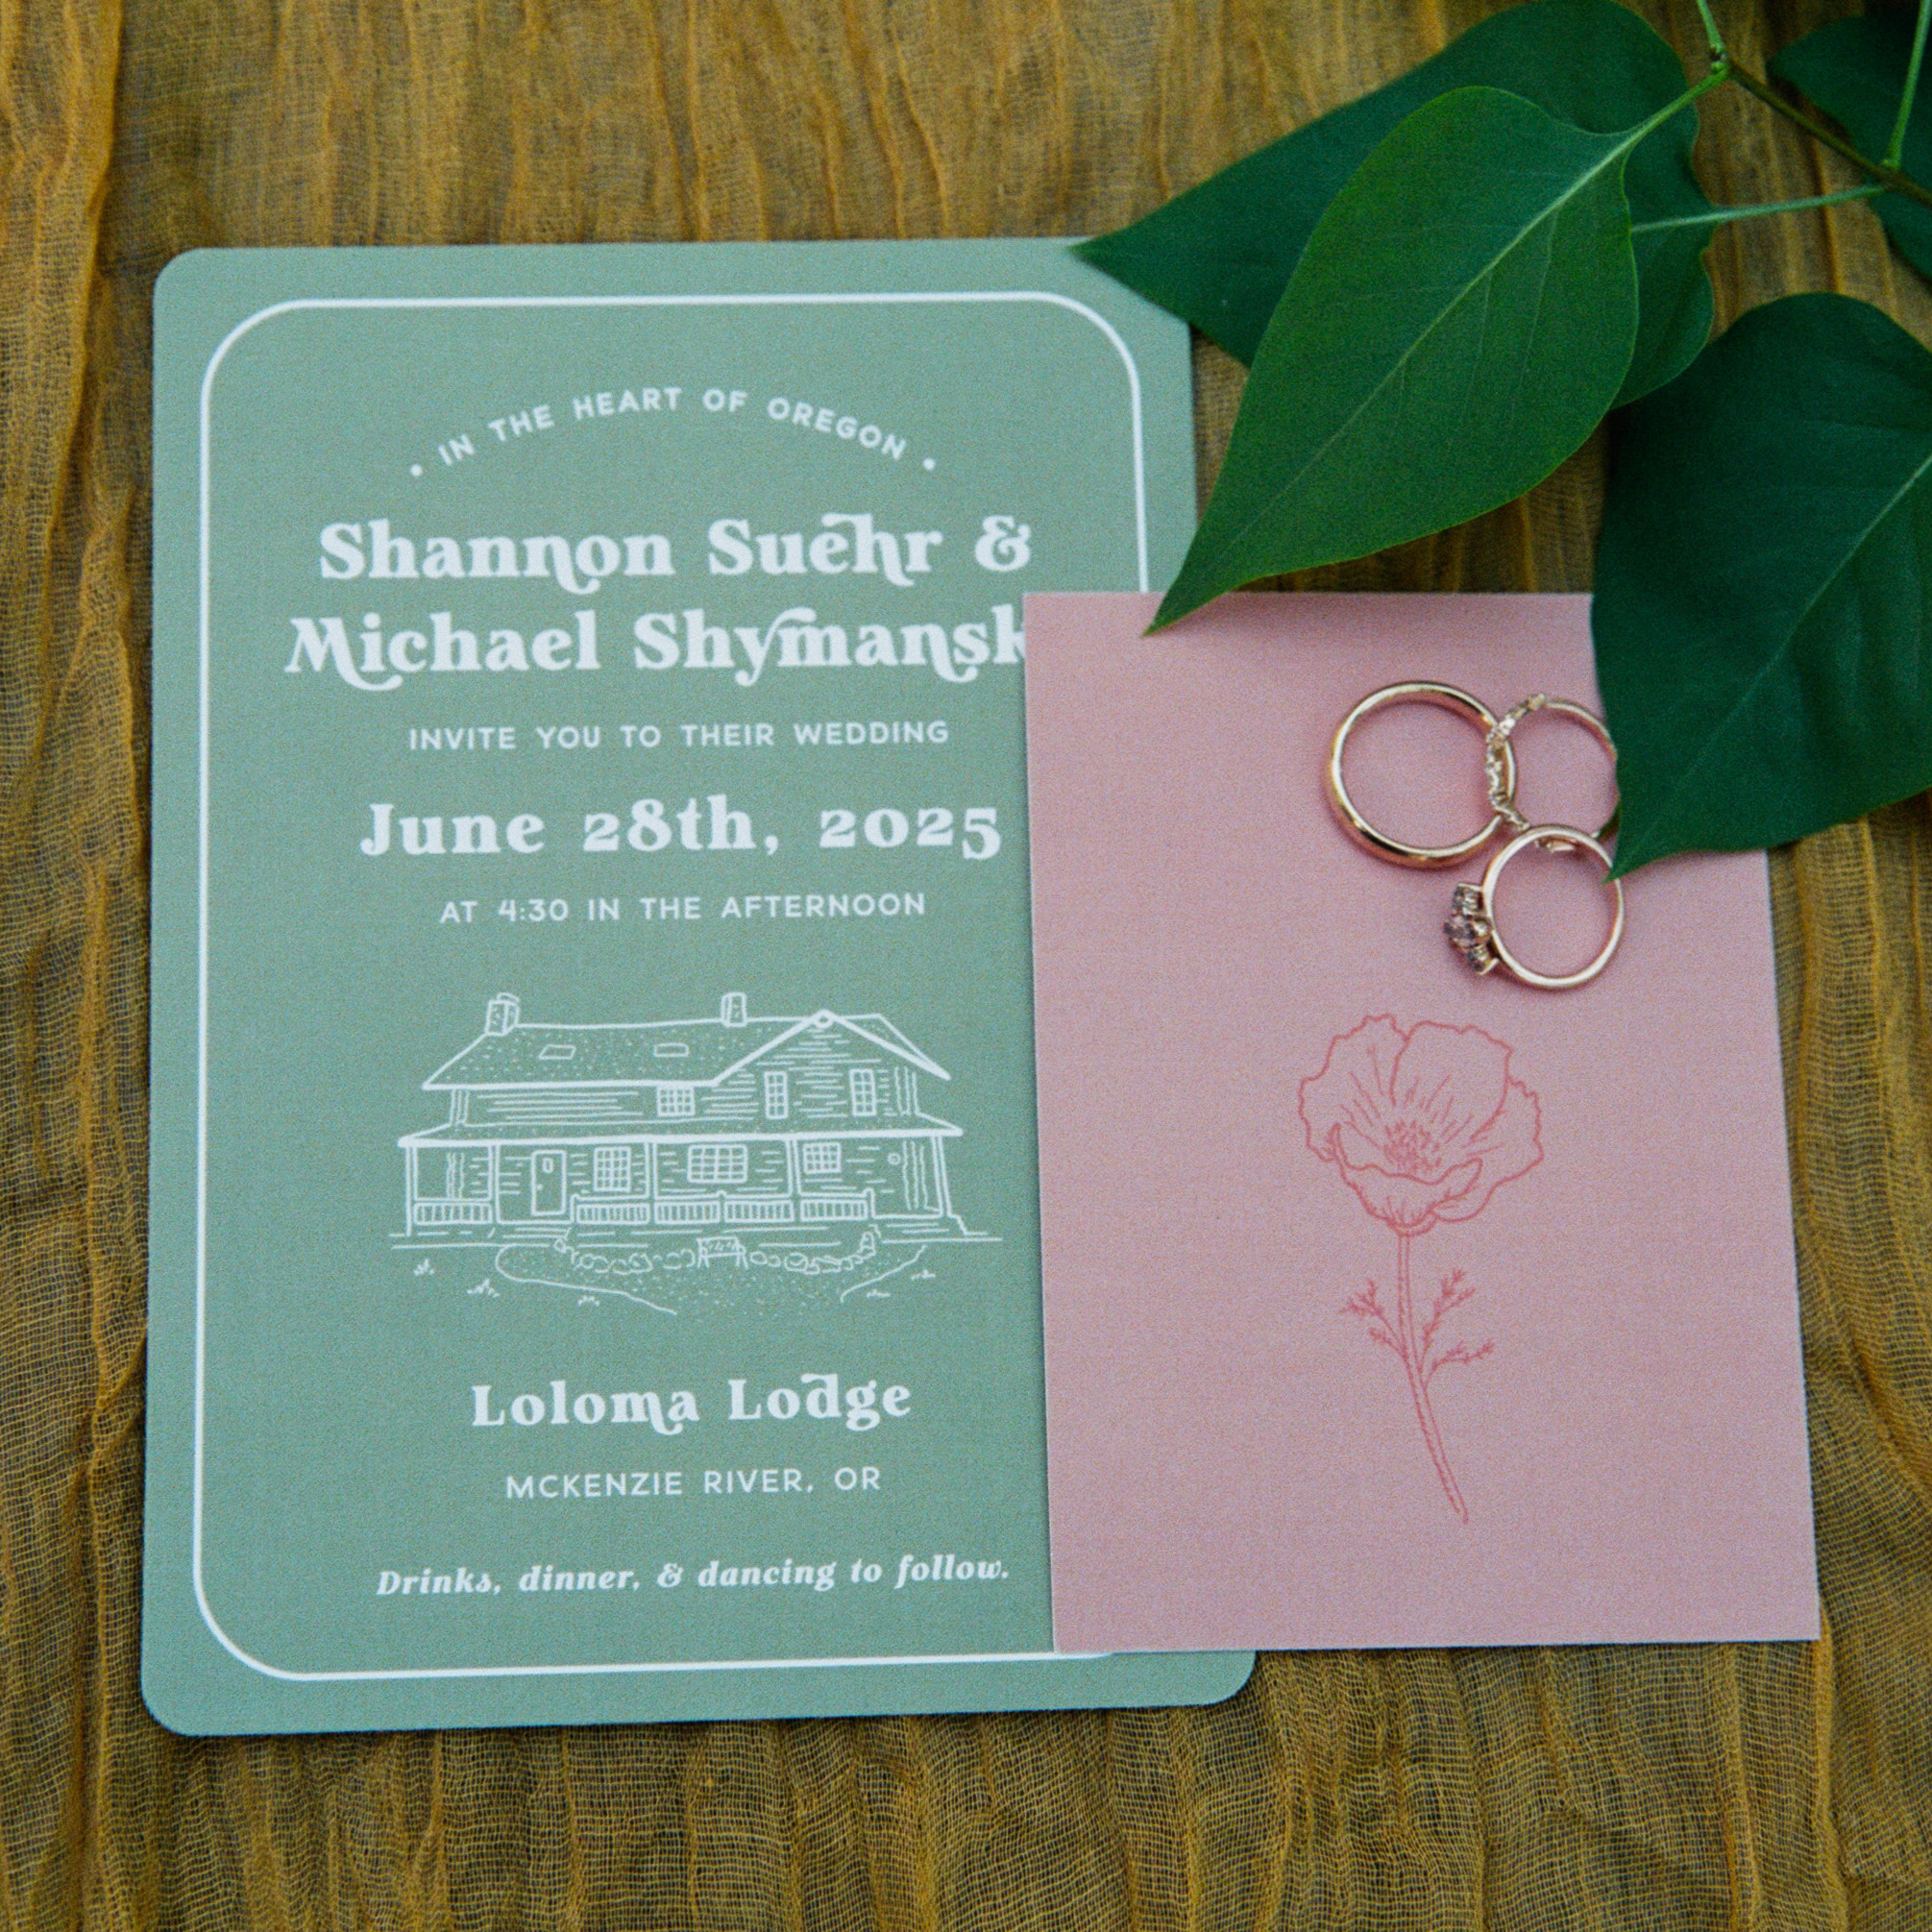 • IN THE HEART OF OREGON •
Shannon Suehr &
Michael Shymansk
INVITE YOU TO THEIR WEDDING
June 28th, 2025
AT 4:30 IN THE AFTERNOON
Loloma Lodge
MCKENZIE RIVER, OR
Drinks, dinner, & dancing to follow.